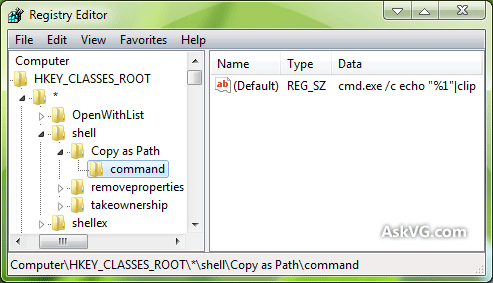 Registry Editor
File Edit View Favorites Help
Computer
HKEY_CLASSES_ROOT
*
OpenWithList
shell
Copy as Path
command
removeproperties
takeownership
shellex
Name Type Data
ab (Default) REG_SZ cmd.exe /c echo "%1"|clip
AskVG.com
Computer\HKEY_CLASSES_ROOT\*\shell\Copy as Path\command